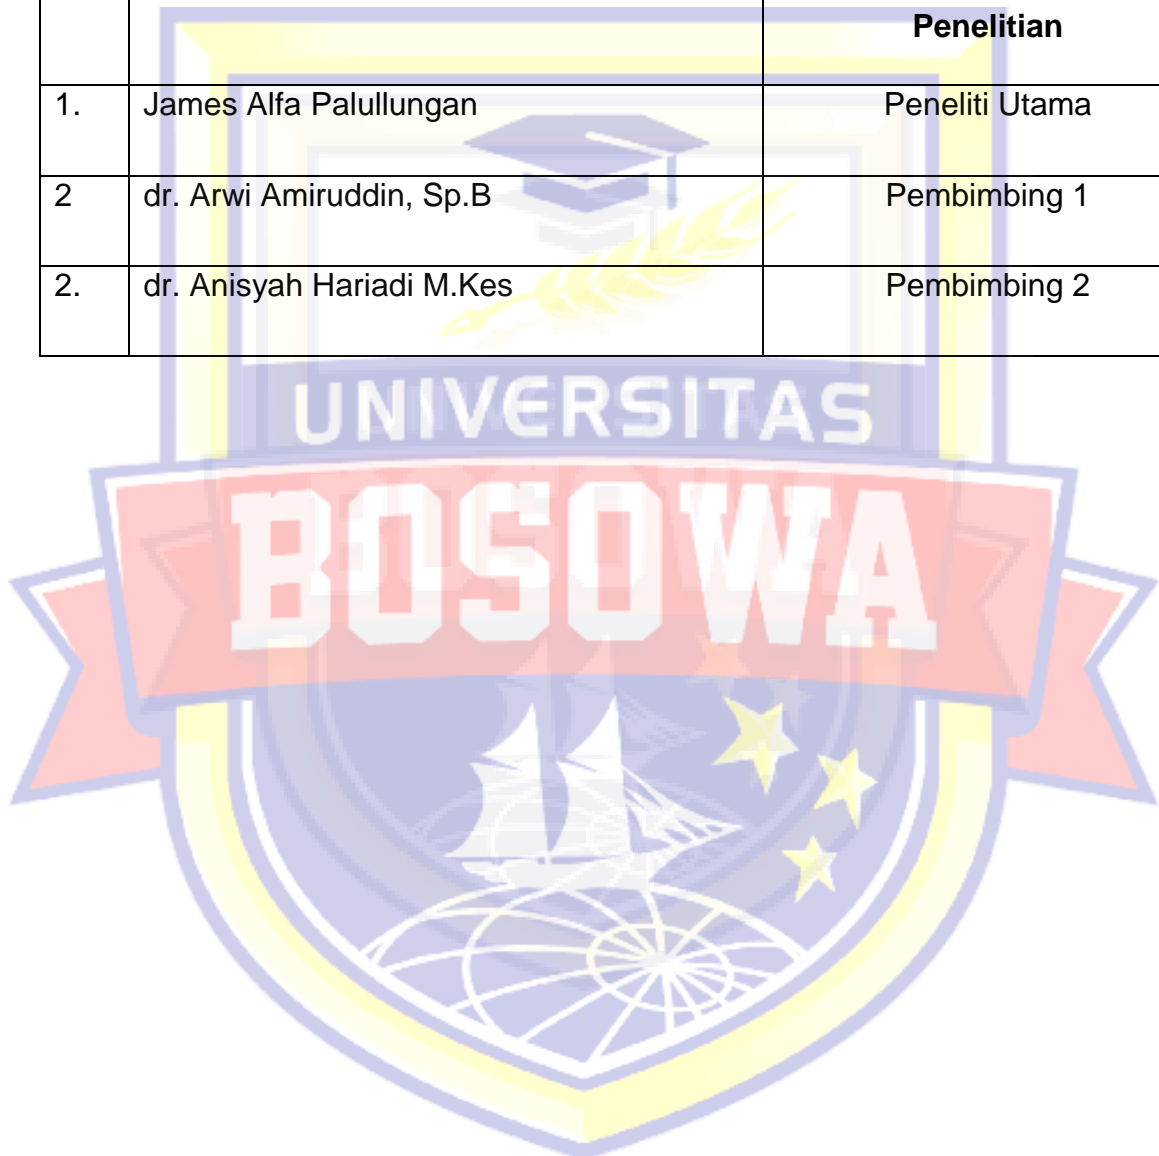 Penelitian
1. James Alfa Palullungan Peneliti Utama
2 dr. Arwi Amiruddin, Sp.B Pembimbing 1
2. dr. Anisyah Hariadi M.Kes Pembimbing 2
UNIVERSITAS
BOSOWA